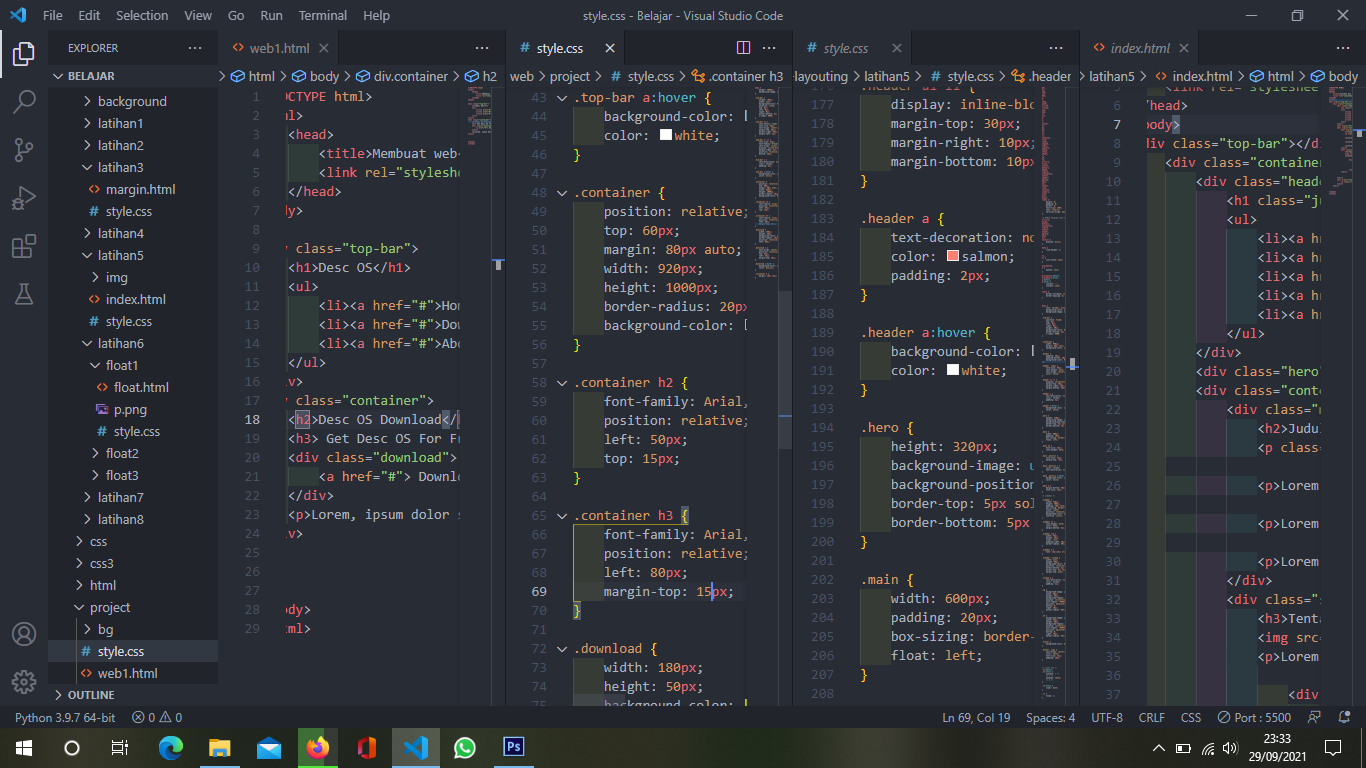 File Edit Selection View Go Run Terminal Help
style.css - Belajar - Visual Studio Code
EXPLORER
BELAJAR
background
latihan1
latihan2
latihan3
margin.html
style.css
latihan4
latihan5
img
index.html
style.css
latihan6
float1
float.html
p.png
style.css
float2
float3
latihan7
latihan8
css
css3
html
project
bg
style.css
web1.html
OUTLINE
web1.html
html > body > div.container > h2
1 OCTYPE html>
2 ml>
3 <head>
4 <title>Membuat web
5 <link rel="styleshe
6 </head>
7 dy>
8
9 v class="top-bar">
10 <h1>Desc OS</h1>
11 <ul>
12 <li><a href="#">Hom
13 <li><a href="#">Dow
14 <li><a href="#">Abo
15 </ul>
16 iv>
17 v class="container">
18 <h2>Desc OS Download</
19 <h3> Get Desc OS For Fr
20 <div class="download">
21 <a href="#"> Downlo
22 </div>
23 <p>Lorem, ipsum dolor s
24 iv>
25
26
27
28 ody>
29 tml>
style.css
web > project > style.css > .container h3
43 .top-bar a:hover {
44 background-color:
45 color: white;
46 }
47
48 .container {
49 position: relative;
50 top: 60px;
51 margin: 80px auto;
52 width: 920px;
53 height: 1000px;
54 border-radius: 20px
55 background-color:
56 }
57
58 .container h2 {
59 font-family: Arial,
60 position: relative;
61 left: 50px;
62 top: 15px;
63 }
64
65 .container h3 {
66 font-family: Arial,
67 position: relative;
68 left: 80px;
69 margin-top: 15px;
70 }
71
72 .download {
73 width: 180px;
74 height: 50px;
75 background-color:
style.css
-layouting > latihan5 > style.css > .header
176 .header ul li {
177 display: inline-blo
178 margin-top: 30px;
179 margin-right: 10px;
180 margin-bottom: 10px
181 }
182
183 .header a {
184 text-decoration: no
185 color: salmon;
186 padding: 2px;
187 }
188
189 .header a:hover {
190 background-color:
191 color: white;
192 }
193
194 .hero {
195 height: 320px;
196 background-image: u
197 background-position
198 border-top: 5px sol
199 border-bottom: 5px
200 }
201
202 .main {
203 width: 600px;
204 padding: 20px;
205 box-sizing: border-
206 float: left;
207 }
208
index.html
latihan5 > index.html > html > body
5 <link rel="styleshee
6 /head>
7 body>
8 div class="top-bar"></di
9 <div class="container
10 <div class="heade
11 <h1 class="ju
12 <ul>
13 <li><a hr
14 <li><a hr
15 <li><a hr
16 <li><a hr
17 <li><a hr
18 </ul>
19 </div>
20 <div class="hero"
21 <div class="conte
22 <div class="m
23 <h2>Judul
24 <p class=
25
26 <p>Lorem
27
28 <p>Lorem
29
30 <p>Lorem
31 </div>
32 <div class="s
33 <h3>Tenta
34 <img src=
35 <p>Lorem
36
37 <div
Python 3.9.7 64-bit 0 0
Ln 69, Col 19 Spaces: 4 UTF-8 CRLF CSS Port : 5500
Ps
23:33
29/09/2021